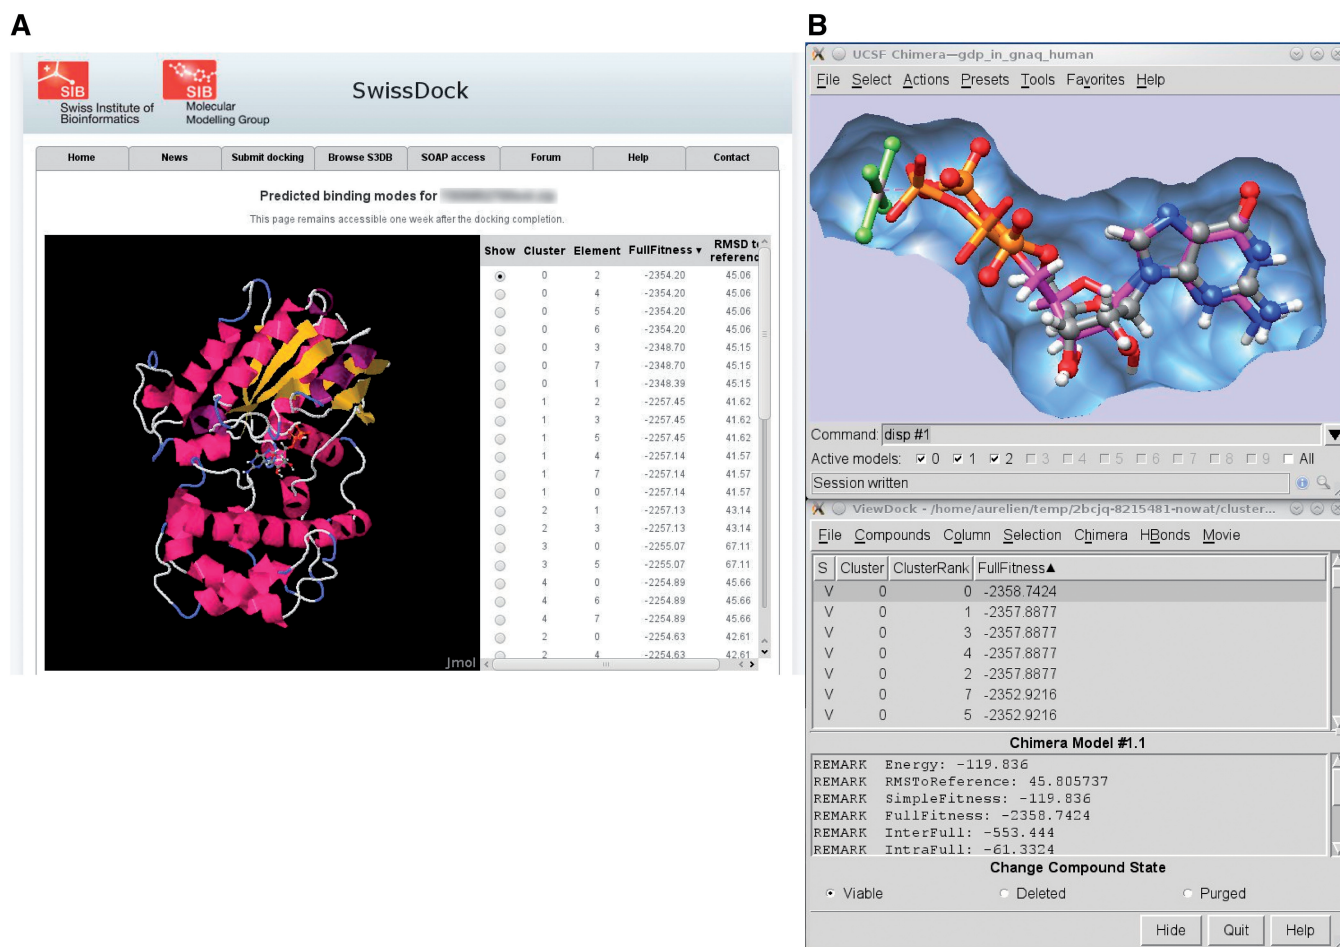 A
SIB
Swiss Institute of
Bioinformatics
SIB
Molecular
Modelling Group
SwissDock
Home News Submit docking Browse S3DB SOAP access Forum Help Contact
Predicted binding modes for
This page remains accessible one week after the docking completion.
Show Cluster Element FullFitness ▼ RMSD to
referenc
0 2 -2354.20 45.06
0 4 -2354.20 45.06
0 5 -2354.20 45.06
0 6 -2354.20 45.06
0 3 -2348.70 45.15
0 7 -2348.70 45.15
0 1 -2348.39 45.15
1 2 -2257.45 41.62
1 3 -2257.45 41.62
1 5 -2257.45 41.62
1 4 -2257.14 41.57
1 7 -2257.14 41.57
1 0 -2257.14 41.57
2 1 -2257.13 43.14
2 3 -2257.13 43.14
3 0 -2255.07 67.11
3 5 -2255.07 67.11
4 0 -2254.89 45.66
4 6 -2254.89 45.66
4 7 -2254.89 45.66
2 0 -2254.63 42.61
2 4 -2254.63 42.61
Jmol
B
UCSF Chimera—gdp_in_gnaq_human
File Select Actions Presets Tools Favorites Help
Command: disp #1
Active models: 0 1 2 3 4 5 6 7 8 9 All
Session written
ViewDock - /home/aurelien/temp/2bcjq-8215481-nowat/cluster...
File Compounds Column Selection Chimera HBonds Movie
S Cluster ClusterRank FullFitness▲
V 0 0 -2358.7424
V 0 1 -2357.8877
V 0 3 -2357.8877
V 0 4 -2357.8877
V 0 2 -2357.8877
V 0 7 -2352.9216
V 0 5 -2352.9216
Chimera Model #1.1
REMARK Energy: -119.836
REMARK RMSToReference: 45.805737
REMARK SimpleFitness: -119.836
REMARK FullFitness: -2358.7424
REMARK InterFull: -553.444
REMARK IntraFull: -61.3324
Change Compound State
Viable Deleted Purged
Hide Quit Help